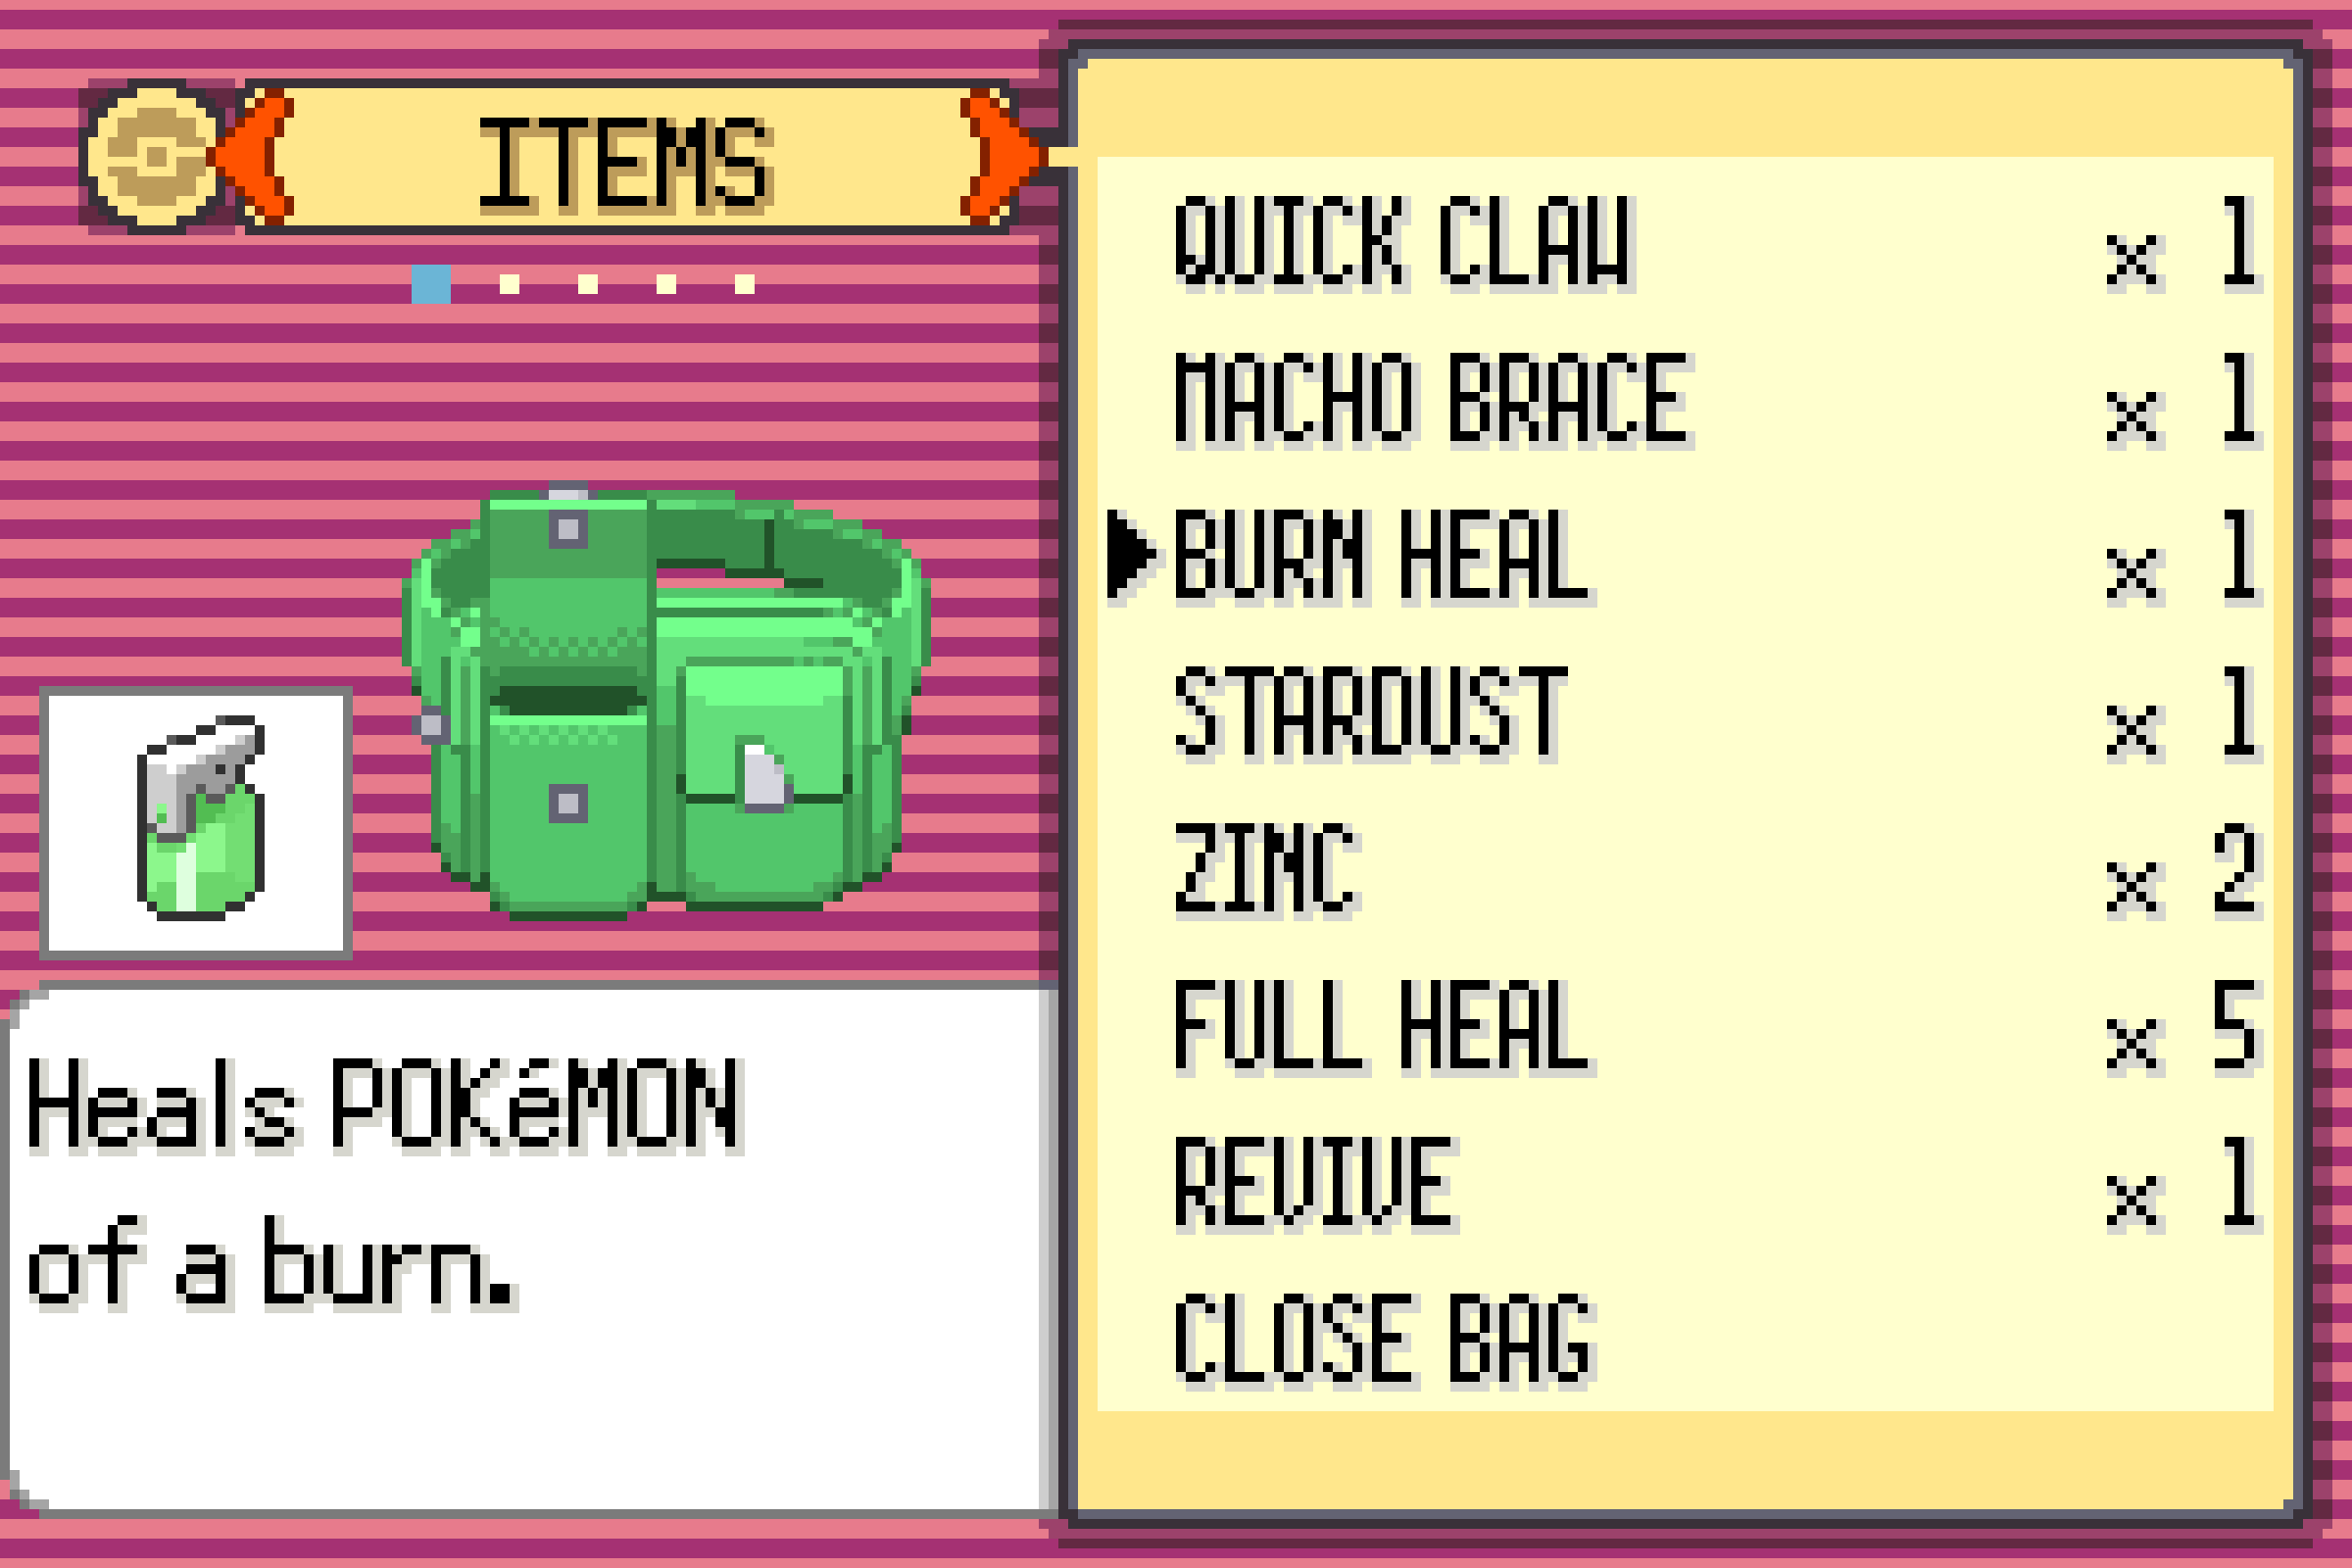 ITEMS
QUICK CLAW × 1
MACHO BRACE × 1
BURN HEAL × 1
STARDUST × 1
ZINC × 2
FULL HEAL × 5
REVIVE × 1
CLOSE BAG
Heals POKéMON
of a burn.